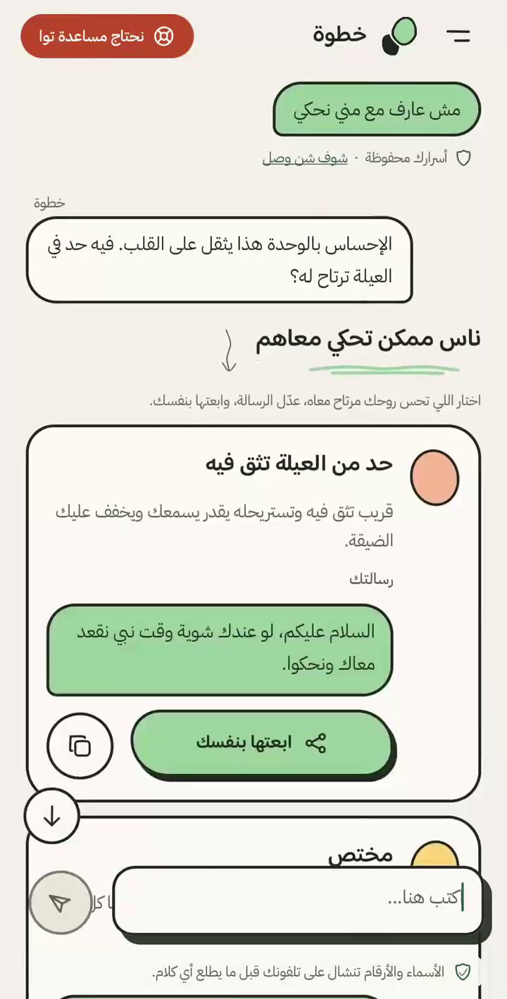 خطوة
نحتاج مساعدة توا
مش عارف مع مني نحكي
أسرارك محفوظة · شوف شن وصل
خطوة
الإحساس بالوحدة هذا يثقل على القلب. فيه حد في
العيلة ترتاح له؟
ناس ممكن تحكي معاهم
اختار اللي تحس روحك مرتاح معاه، عدّل الرسالة، وابعتها بنفسك.
حد من العيلة تثق فيه
قريب تثق فيه وتستريحله يقدر يسمعك ويخفف عليك
الضيقة.
رسالتك
السلام عليكم، لو عندك شوية وقت نبي نقعد
معاك ونحكوا.
ابعتها بنفسك
مختص
كتب هنا...
الأسماء والأرقام تنشال على تلفونك قبل ما يطلع أي كلام.